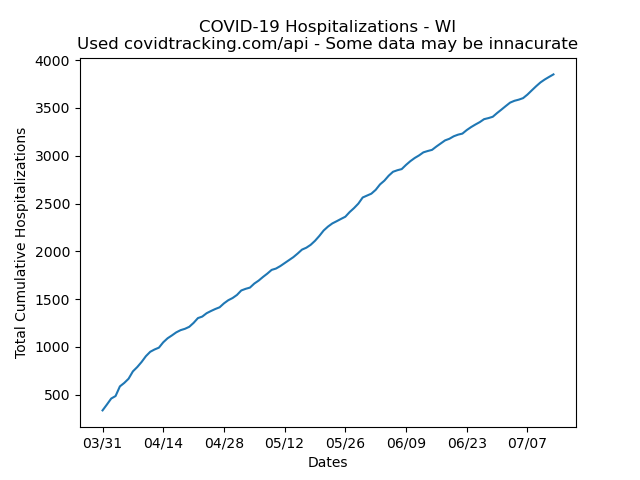 COVID-19 Hospitalizations - WI
Used covidtracking.com/api - Some data may be innacurate
Total Cumulative Hospitalizations
4000
3500
3000
2500
2000
1500
1000
500
03/31 04/14 04/28 05/12 05/26 06/09 06/23 07/07
Dates